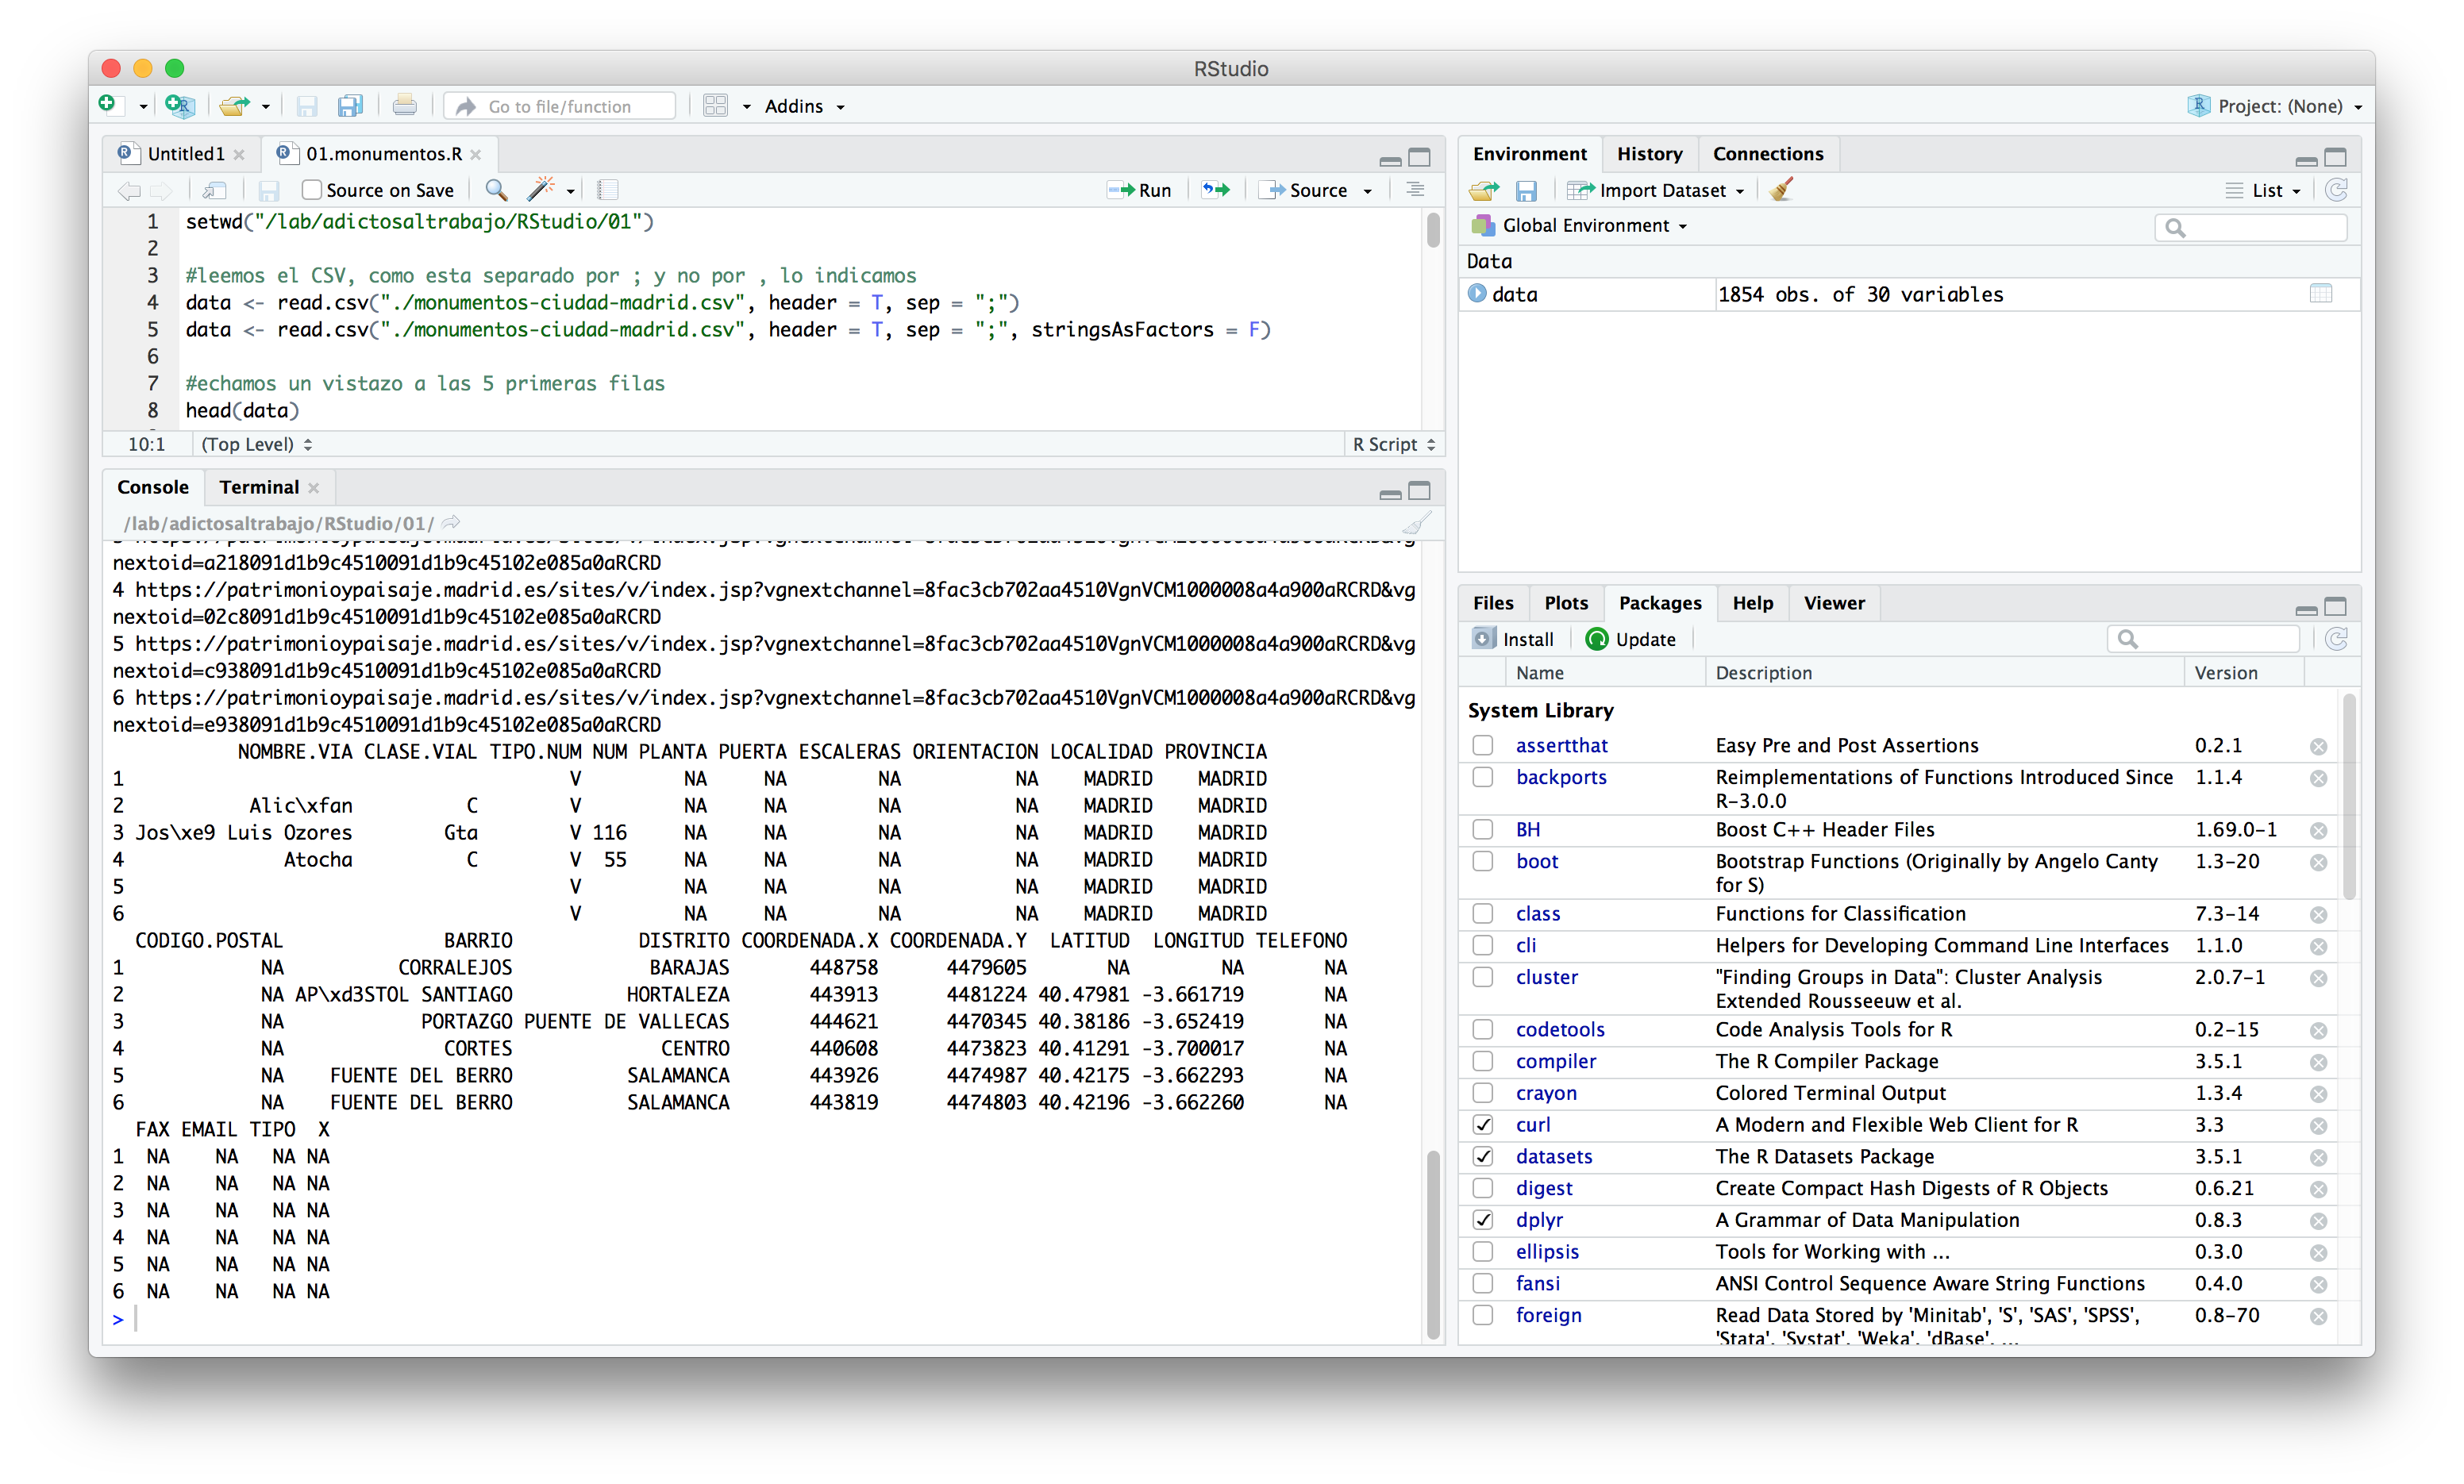 RStudio
Go to file/function
Addins
Project: (None)
Untitled1
01.monumentos.R
Source on Save
Run
Source
1 setwd("/lab/adictosaltrabajo/RStudio/01")
2
3 #leemos el CSV, como esta separado por ; y no por , lo indicamos
4 data <- read.csv("./monumentos-ciudad-madrid.csv", header = T, sep = ";")
5 data <- read.csv("./monumentos-ciudad-madrid.csv", header = T, sep = ";", stringsAsFactors = F)
6
7 #echamos un vistazo a las 5 primeras filas
8 head(data)
10:1 (Top Level) R Script
Console Terminal
/lab/adictosaltrabajo/RStudio/01/
nextoid=a218091d1b9c4510091d1b9c45102e085a0aRCRD
4 https://patrimonioypaisaje.madrid.es/sites/v/index.jsp?vgnextchannel=8fac3cb702aa4510VgnVCM1000008a4a900aRCRD&vg
nextoid=02c8091d1b9c4510091d1b9c45102e085a0aRCRD
5 https://patrimonioypaisaje.madrid.es/sites/v/index.jsp?vgnextchannel=8fac3cb702aa4510VgnVCM1000008a4a900aRCRD&vg
nextoid=c938091d1b9c4510091d1b9c45102e085a0aRCRD
6 https://patrimonioypaisaje.madrid.es/sites/v/index.jsp?vgnextchannel=8fac3cb702aa4510VgnVCM1000008a4a900aRCRD&vg
nextoid=e938091d1b9c4510091d1b9c45102e085a0aRCRD
NOMBRE.VIA CLASE.VIAL TIPO.NUM NUM PLANTA PUERTA ESCALERAS ORIENTACION LOCALIDAD PROVINCIA
1 V NA NA NA NA MADRID MADRID
2 Alic\xfan C V NA NA NA NA MADRID MADRID
3 Jos\xe9 Luis Ozores Gta V 116 NA NA NA NA MADRID MADRID
4 Atocha C V 55 NA NA NA NA MADRID MADRID
5 V NA NA NA NA MADRID MADRID
6 V NA NA NA NA MADRID MADRID
CODIGO.POSTAL BARRIO DISTRITO COORDENADA.X COORDENADA.Y LATITUD LONGITUD TELEFONO
1 NA CORRALEJOS BARAJAS 448758 4479605 NA NA NA
2 NA AP\xd3STOL SANTIAGO HORTALEZA 443913 4481224 40.47981 -3.661719 NA
3 NA PORTAZGO PUENTE DE VALLECAS 444621 4470345 40.38186 -3.652419 NA
4 NA CORTES CENTRO 440608 4473823 40.41291 -3.700017 NA
5 NA FUENTE DEL BERRO SALAMANCA 443926 4474987 40.42175 -3.662293 NA
6 NA FUENTE DEL BERRO SALAMANCA 443819 4474803 40.42196 -3.662260 NA
FAX EMAIL TIPO X
1 NA NA NA NA
2 NA NA NA NA
3 NA NA NA NA
4 NA NA NA NA
5 NA NA NA NA
6 NA NA NA NA
>
Environment History Connections
Import Dataset List
Global Environment
Data
data 1854 obs. of 30 variables
Files Plots Packages Help Viewer
Install Update
Name Description Version
System Library
assertthat Easy Pre and Post Assertions 0.2.1
backports Reimplementations of Functions Introduced Since 1.1.4
R-3.0.0
BH Boost C++ Header Files 1.69.0-1
boot Bootstrap Functions (Originally by Angelo Canty 1.3-20
for S)
class Functions for Classification 7.3-14
cli Helpers for Developing Command Line Interfaces 1.1.0
cluster "Finding Groups in Data": Cluster Analysis 2.0.7-1
Extended Rousseeuw et al.
codetools Code Analysis Tools for R 0.2-15
compiler The R Compiler Package 3.5.1
crayon Colored Terminal Output 1.3.4
curl A Modern and Flexible Web Client for R 3.3
datasets The R Datasets Package 3.5.1
digest Create Compact Hash Digests of R Objects 0.6.21
dplyr A Grammar of Data Manipulation 0.8.3
ellipsis Tools for Working with ... 0.3.0
fansi ANSI Control Sequence Aware String Functions 0.4.0
foreign Read Data Stored by 'Minitab', 'S', 'SAS', 'SPSS', 0.8-70
'Stata', 'Systat', 'Weka', 'dBase', ...